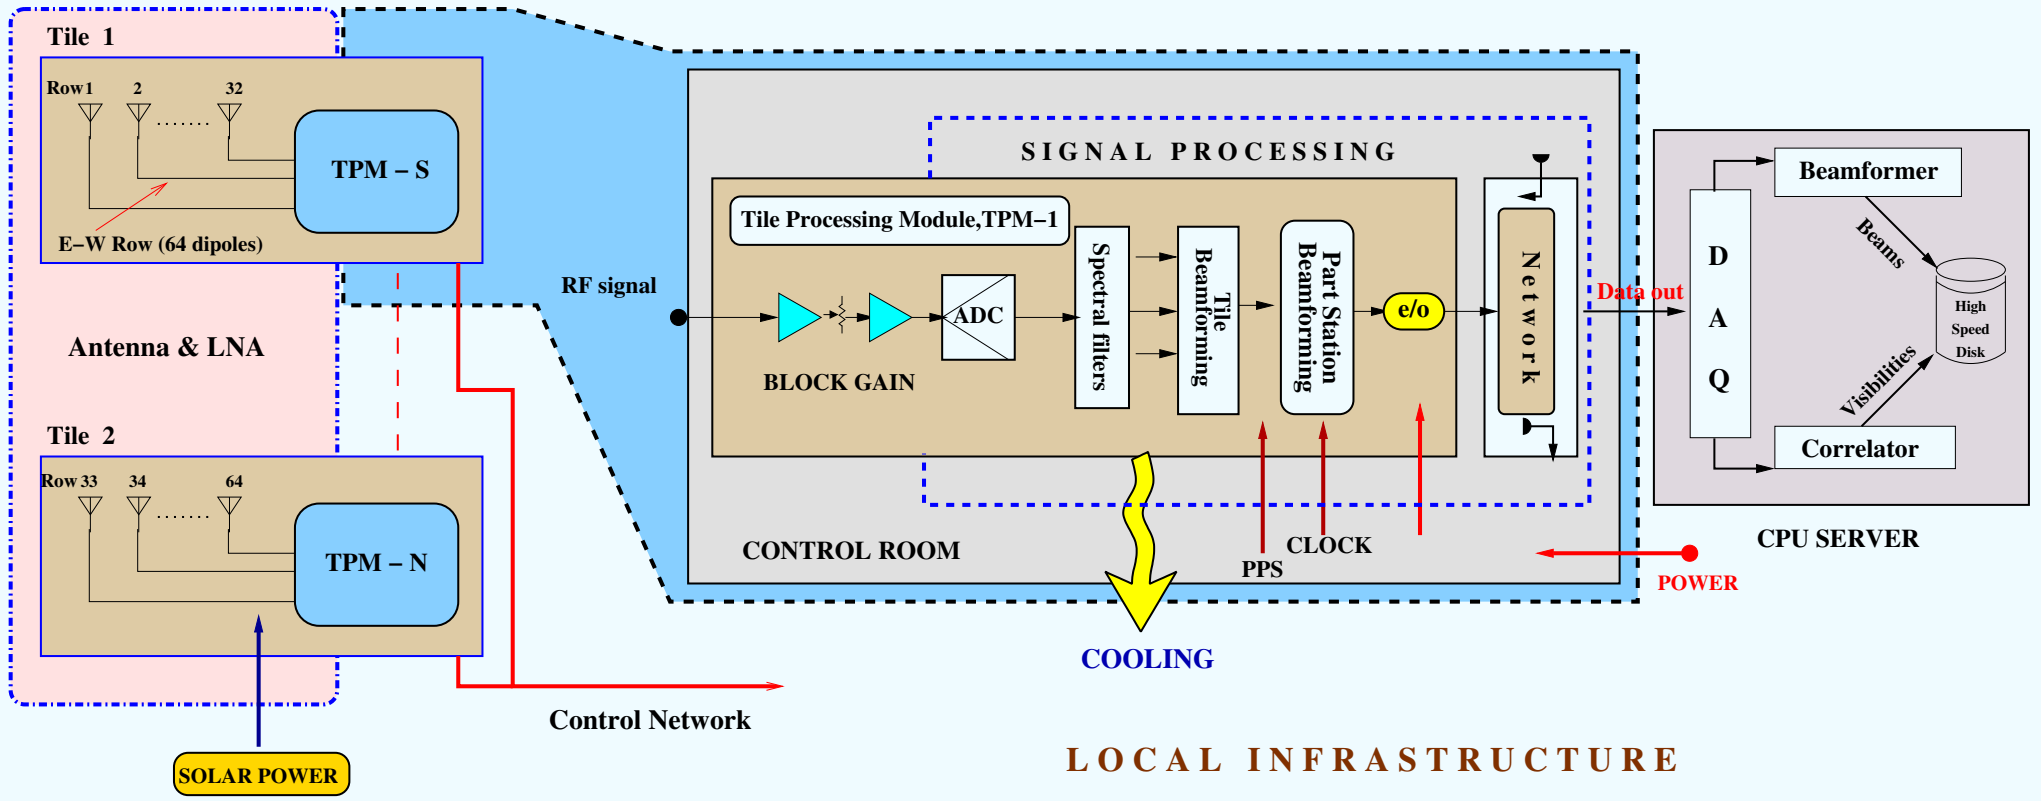 Tile 1
Row 1 2 32
.......
TPM – S
E–W Row (64 dipoles)
Antenna & LNA
Tile 2
Row 33 34 64
.......
TPM – N
SOLAR POWER
Control Network
RF signal
SIGNAL PROCESSING
Tile Processing Module,TPM–1
BLOCK GAIN
ADC
Spectral filters
Tile
Beamforming
Part Station
Beamforming
e/o
Network
CONTROL ROOM
PPS
CLOCK
COOLING
Data out
POWER
DAQ
Beamformer
Beams
High
Speed
Disk
Visibilities
Correlator
CPU SERVER
LOCAL INFRASTRUCTURE